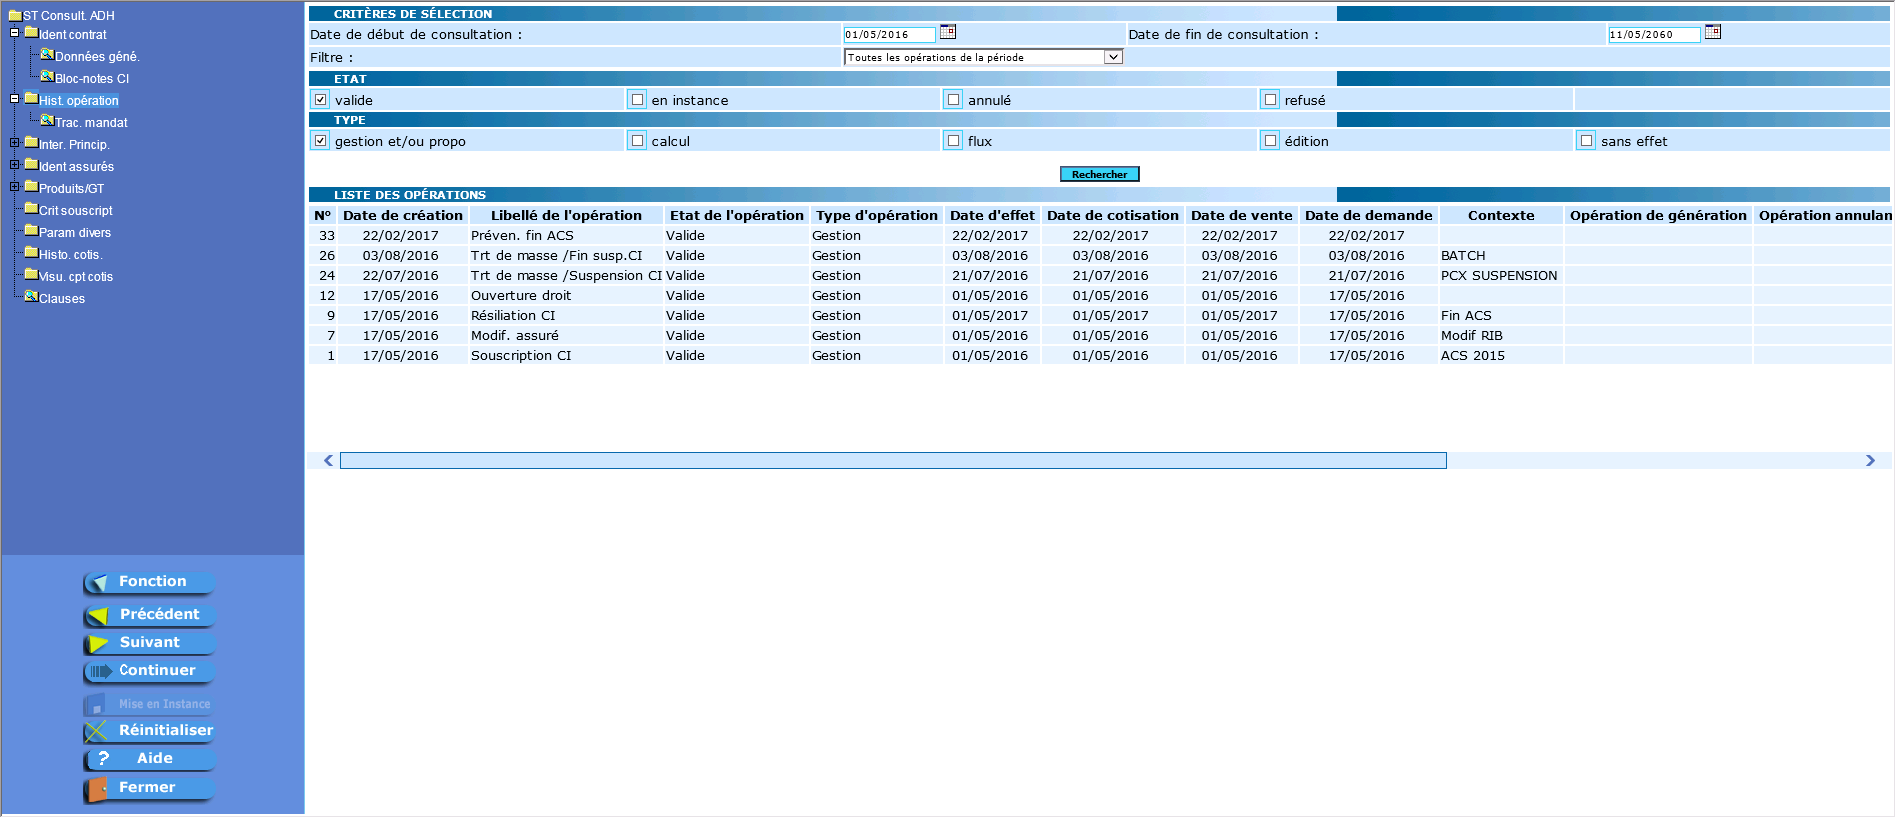 ST Consult. ADH
Ident contrat
Données géné.
Bloc-notes CI
Hist. opération
Trac. mandat
Inter. Princip.
Ident assurés
Produits/GT
Crit souscript
Param divers
Histo. cotis.
Visu. cpt cotis
Clauses
Fonction
Précédent
Suivant
Continuer
Mise en Instance
Réinitialiser
? Aide
Fermer
CRITÈRES DE SÉLECTION
Date de début de consultation : 01/05/2016 Date de fin de consultation : 11/05/2060
Filtre : Toutes les opérations de la période
ETAT
valide en instance annulé refusé
TYPE
gestion et/ou propo calcul flux édition sans effet
Rechercher
LISTE DES OPÉRATIONS
N° Date de création Libellé de l'opération Etat de l'opération Type d'opération Date d'effet Date de cotisation Date de vente Date de demande Contexte Opération de génération Opération annulan
33 22/02/2017 Préven. fin ACS Valide Gestion 22/02/2017 22/02/2017 22/02/2017 22/02/2017
26 03/08/2016 Trt de masse /Fin susp.CI Valide Gestion 03/08/2016 03/08/2016 03/08/2016 03/08/2016 BATCH
24 22/07/2016 Trt de masse /Suspension CI Valide Gestion 21/07/2016 21/07/2016 21/07/2016 21/07/2016 PCX SUSPENSION
12 17/05/2016 Ouverture droit Valide Gestion 01/05/2016 01/05/2016 01/05/2016 17/05/2016
9 17/05/2016 Résiliation CI Valide Gestion 01/05/2017 01/05/2017 01/05/2017 17/05/2016 Fin ACS
7 17/05/2016 Modif. assuré Valide Gestion 01/05/2016 01/05/2016 01/05/2016 17/05/2016 Modif RIB
1 17/05/2016 Souscription CI Valide Gestion 01/05/2016 01/05/2016 01/05/2016 17/05/2016 ACS 2015